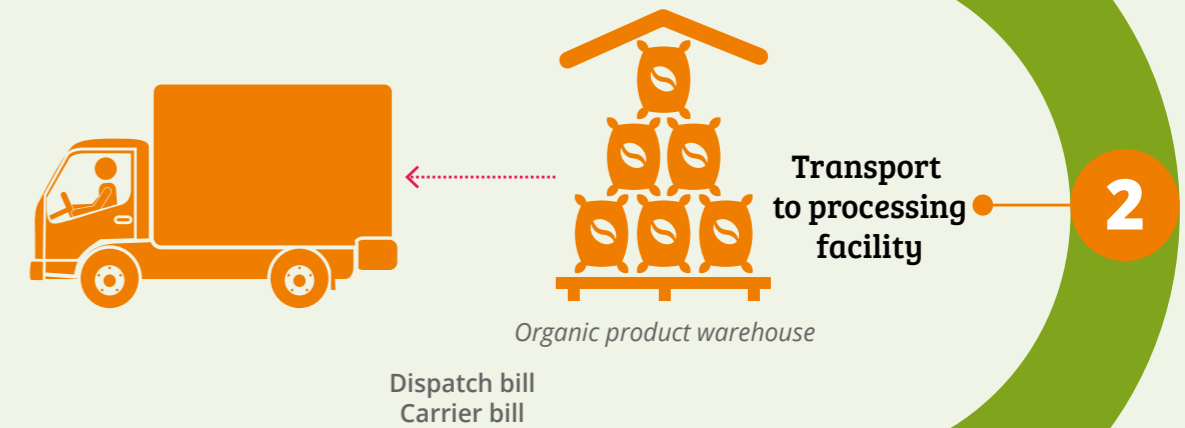 Transport
to processing
facility
2
Organic product warehouse
Dispatch bill
Carrier bill